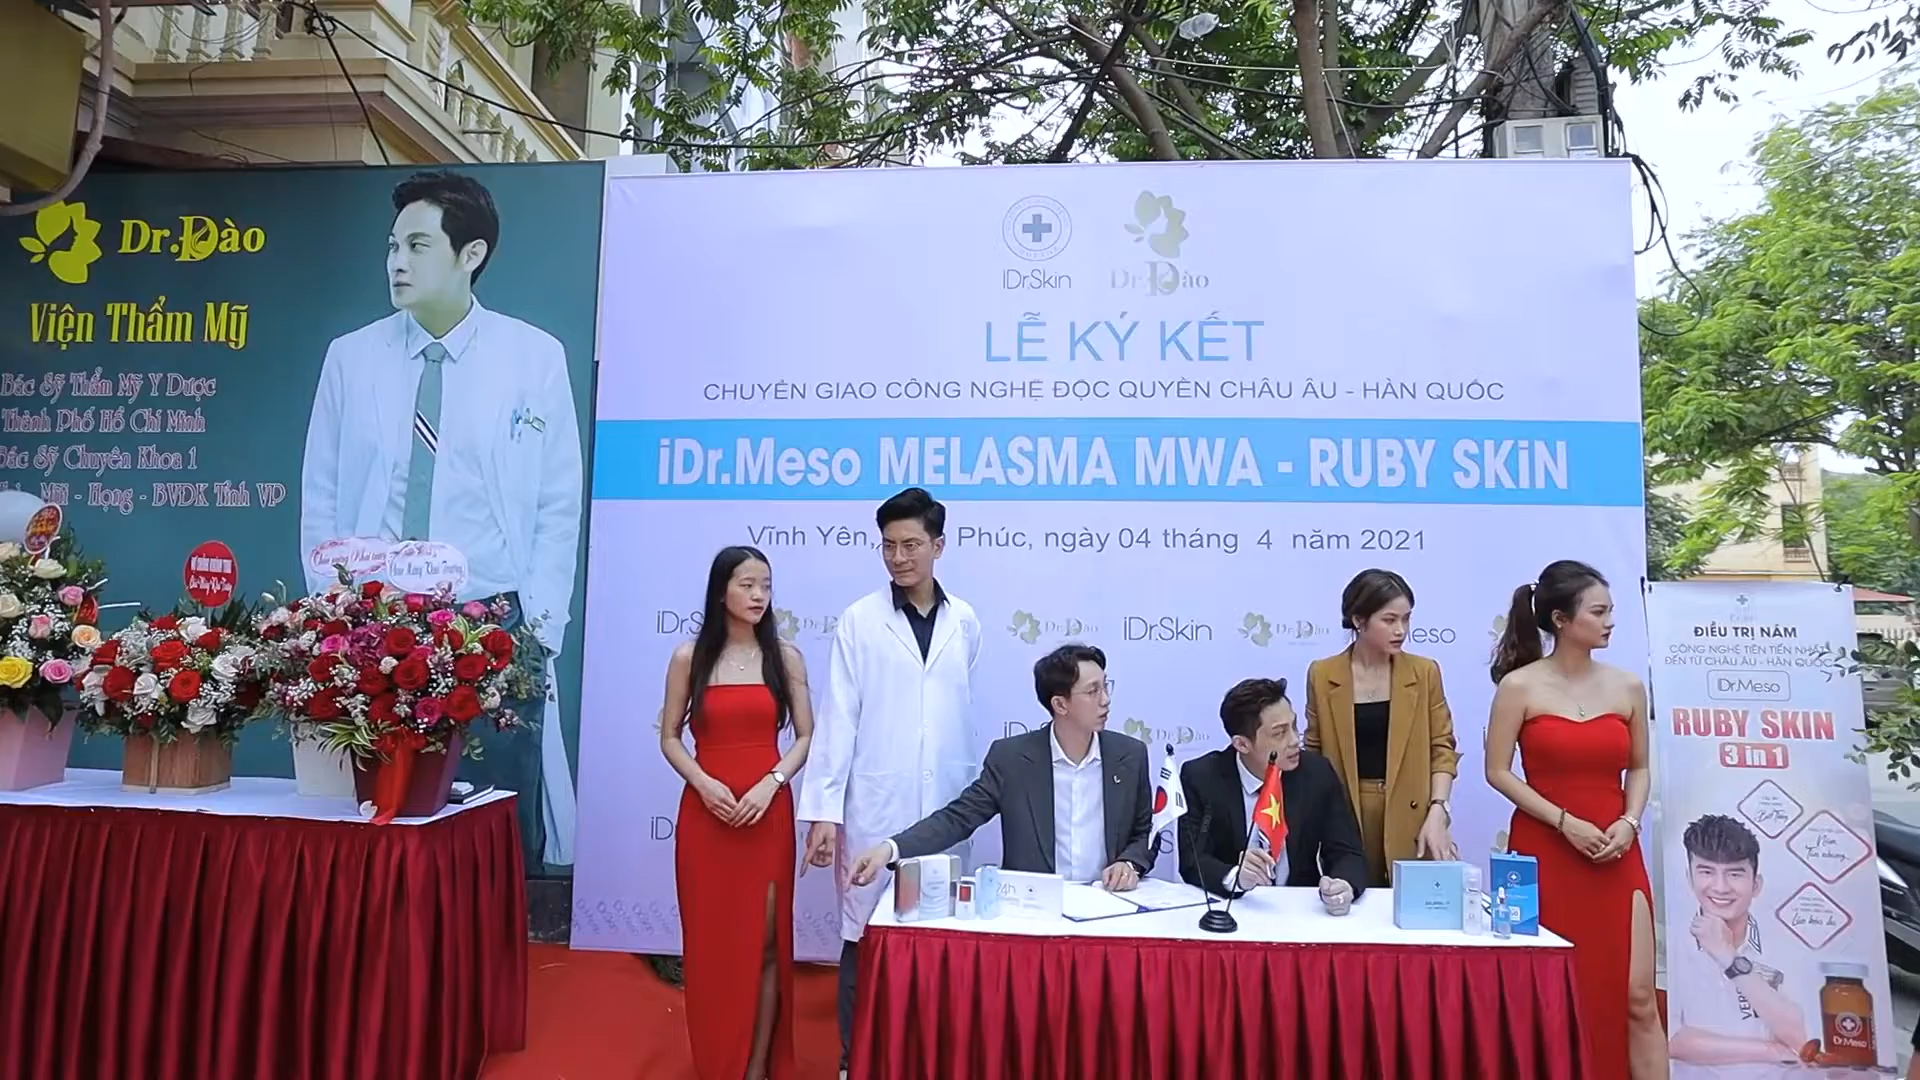 Dr.Đào
Viện Thẩm Mỹ
Bác Sỹ Thẩm Mỹ Y Dược
Thành Phố Hồ Chí Minh
Bác Sỹ Chuyên Khoa 1
Mũi - Họng - BVĐK Tỉnh VP
iDr.Skin
Dr.Đào
LỄ KÝ KẾT
CHUYỂN GIAO CÔNG NGHỆ ĐỘC QUYỀN CHÂU ÂU - HÀN QUỐC
iDr.Meso MELASMA MWA - RUBY SKiN
Vĩnh Yên, Phúc, ngày 04 tháng 4 năm 2021
iDr.S
Dr.Đào
iDr.Skin
Dr.Đào
Meso
Dr.Đào
ĐIỀU TRỊ NÁM
CÔNG NGHỆ TIÊN TIẾN NHẤT
ĐẾN TỪ CHÂU ÂU - HÀN QUỐC
iDr.Meso
RUBY SKIN
3 in 1
iDr.Meso